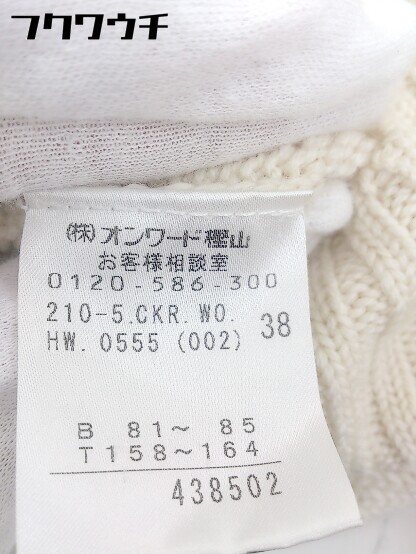 フクワウチ
(株)オンワード樫山
お客様相談室
0120-586-300
210-5.CKR.WO.
HW.0555 (002) 38
B 81～ 85
T158～164
438502